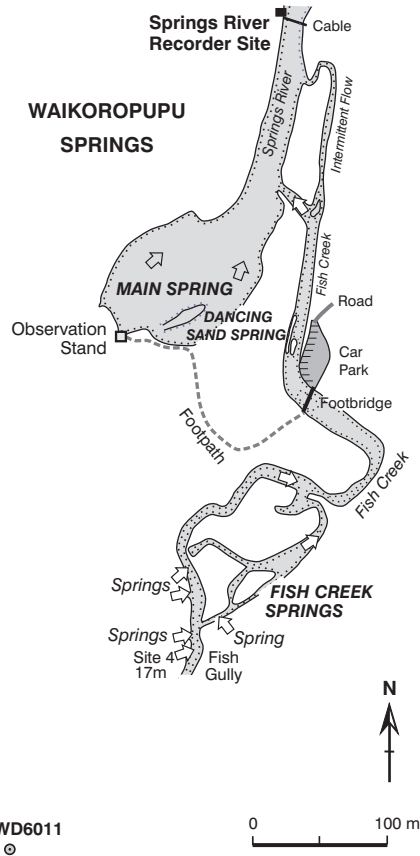 Springs River
Recorder Site
Cable
WAIKOROPUPU
SPRINGS
Springs River
Intermittent Flow
Fish Creek
MAIN SPRING
DANCING
SAND SPRING
Road
Observation
Stand
Car
Park
Footbridge
Footpath
Fish Creek
Springs
FISH CREEK
SPRINGS
Springs
Spring
Site 4
17m
Fish
Gully
N
WD6011
0 100 m